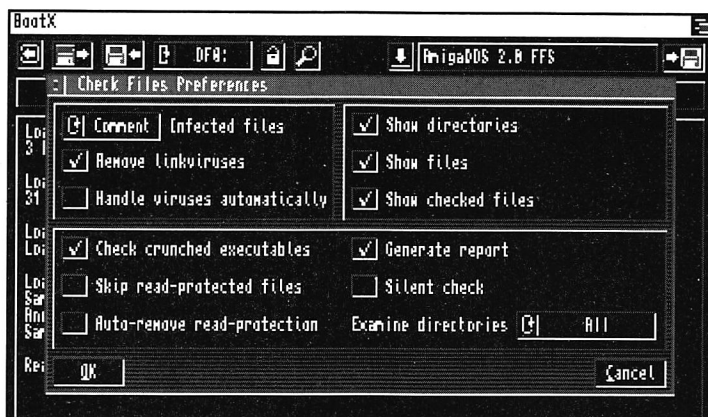 BootX
DF0:
AmigaDOS 2.0 FFS
Check Files Preferences
Comment Infected files
Show directories
Remove linkviruses
Show files
Handle viruses automatically
Show checked files
Check crunched executables
Generate report
Skip read-protected files
Silent check
Auto-remove read-protection
Examine directories All
OK
Cancel